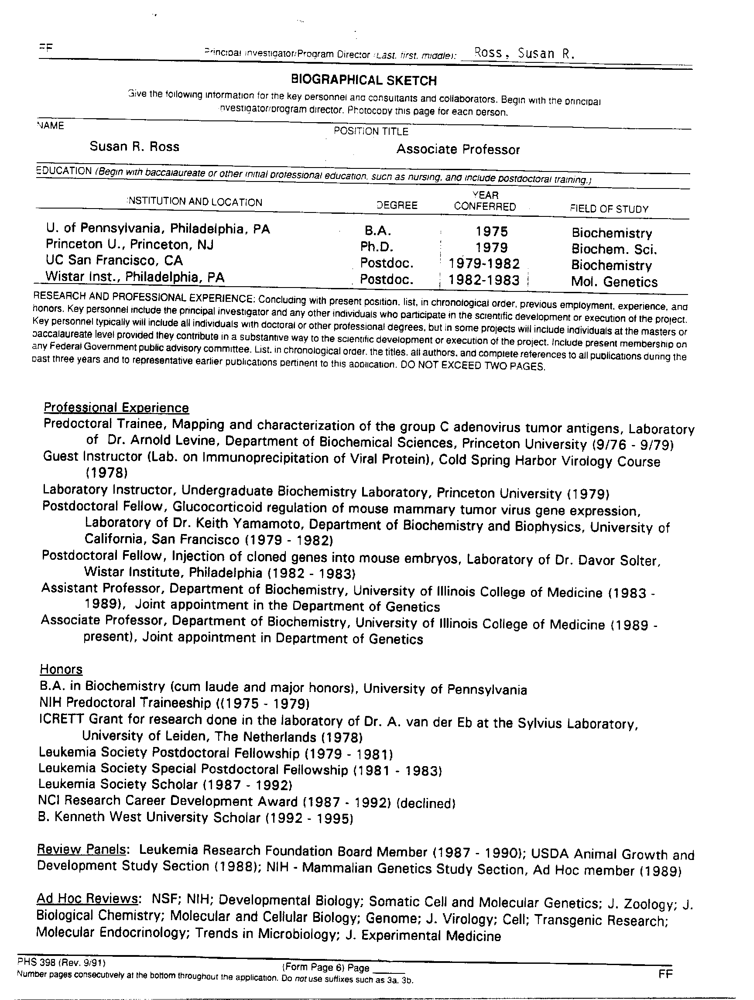 FF
Principal Investigator/Program Director (Last, first, middle): Ross, Susan R.
BIOGRAPHICAL SKETCH
Give the following information for the key personnel and consultants and collaborators. Begin with the principal
investigator/program director. Photocopy this page for each person.
NAME
POSITION TITLE
Susan R. Ross
Associate Professor
EDUCATION (Begin with baccalaureate or other initial professional education, such as nursing, and include postdoctoral training.)
INSTITUTION AND LOCATION DEGREE YEAR CONFERRED FIELD OF STUDY
U. of Pennsylvania, Philadelphia, PA B.A. 1975 Biochemistry
Princeton U., Princeton, NJ Ph.D. 1979 Biochem. Sci.
UC San Francisco, CA Postdoc. 1979-1982 Biochemistry
Wistar Inst., Philadelphia, PA Postdoc. 1982-1983 Mol. Genetics
RESEARCH AND PROFESSIONAL EXPERIENCE: Concluding with present position, list, in chronological order, previous employment, experience, and
honors. Key personnel include the principal investigator and any other individuals who participate in the scientific development or execution of the project.
Key personnel typically will include all individuals with doctoral or other professional degrees, but in some projects will include individuals at the masters or
baccalaureate level provided they contribute in a substantive way to the scientific development or execution of the project. Include present membership on
any Federal Government public advisory committee. List, in chronological order, the titles, all authors, and complete references to all publications during the
past three years and to representative earlier publications pertinent to this application. DO NOT EXCEED TWO PAGES.
Professional Experience
Predoctoral Trainee, Mapping and characterization of the group C adenovirus tumor antigens, Laboratory
of Dr. Arnold Levine, Department of Biochemical Sciences, Princeton University (9/76 - 9/79)
Guest Instructor (Lab. on Immunoprecipitation of Viral Protein), Cold Spring Harbor Virology Course
(1978)
Laboratory Instructor, Undergraduate Biochemistry Laboratory, Princeton University (1979)
Postdoctoral Fellow, Glucocorticoid regulation of mouse mammary tumor virus gene expression,
Laboratory of Dr. Keith Yamamoto, Department of Biochemistry and Biophysics, University of
California, San Francisco (1979 - 1982)
Postdoctoral Fellow, Injection of cloned genes into mouse embryos, Laboratory of Dr. Davor Solter,
Wistar Institute, Philadelphia (1982 - 1983)
Assistant Professor, Department of Biochemistry, University of Illinois College of Medicine (1983 -
1989), Joint appointment in the Department of Genetics
Associate Professor, Department of Biochemistry, University of Illinois College of Medicine (1989 -
present), Joint appointment in Department of Genetics
Honors
B.A. in Biochemistry (cum laude and major honors), University of Pennsylvania
NIH Predoctoral Traineeship ((1975 - 1979)
ICRETT Grant for research done in the laboratory of Dr. A. van der Eb at the Sylvius Laboratory,
University of Leiden, The Netherlands (1978)
Leukemia Society Postdoctoral Fellowship (1979 - 1981)
Leukemia Society Special Postdoctoral Fellowship (1981 - 1983)
Leukemia Society Scholar (1987 - 1992)
NCI Research Career Development Award (1987 - 1992) (declined)
B. Kenneth West University Scholar (1992 - 1995)
Review Panels: Leukemia Research Foundation Board Member (1987 - 1990); USDA Animal Growth and
Development Study Section (1988); NIH - Mammalian Genetics Study Section, Ad Hoc member (1989)
Ad Hoc Reviews: NSF; NIH; Developmental Biology; Somatic Cell and Molecular Genetics; J. Zoology; J.
Biological Chemistry; Molecular and Cellular Biology; Genome; J. Virology; Cell; Transgenic Research;
Molecular Endocrinology; Trends in Microbiology; J. Experimental Medicine
PHS 398 (Rev. 9/91) (Form Page 6) Page ____ FF
Number pages consecutively at the bottom throughout the application. Do not use suffixes such as 3a, 3b.